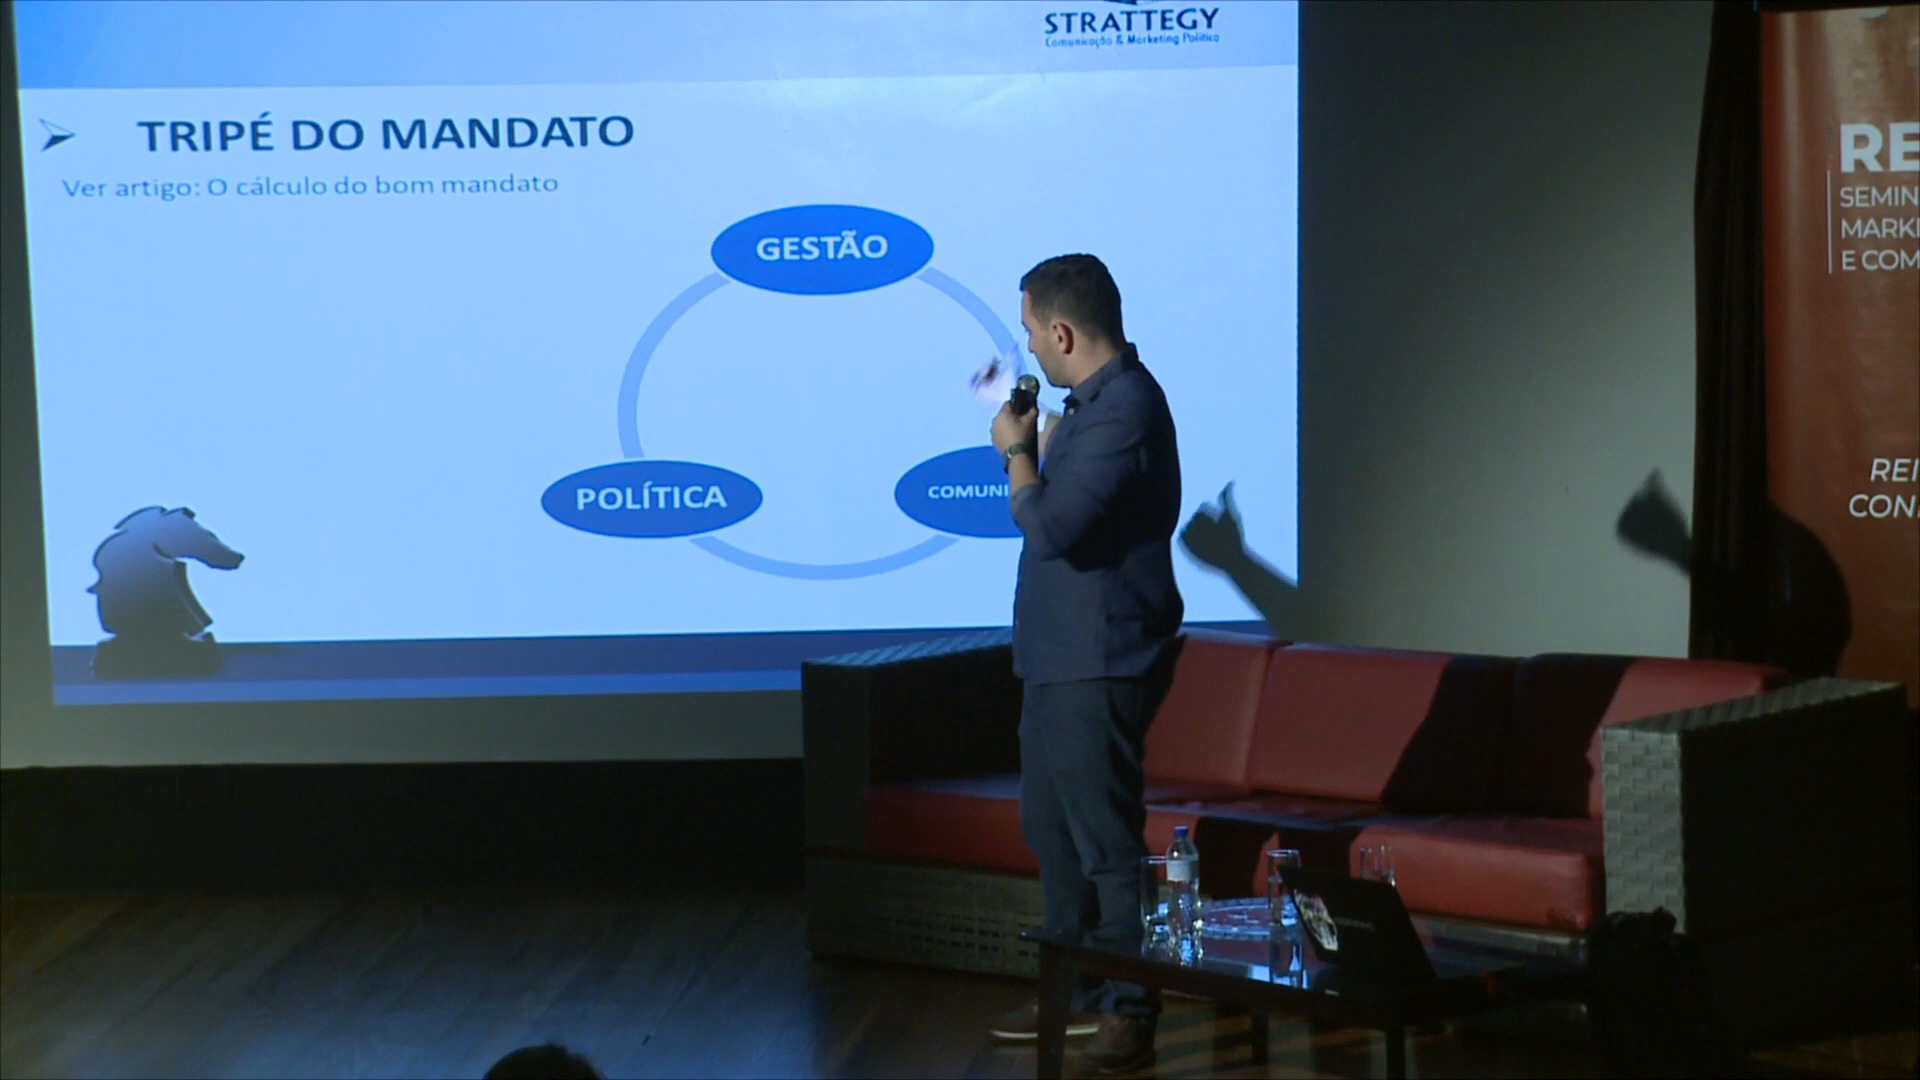 STRATTEGY
Comunicação & Marketing Político
TRIPÉ DO MANDATO
Ver artigo: O cálculo do bom mandato
GESTÃO
POLÍTICA
COMUNI
RE
SEMIN
MARK
E COM
REI
CON